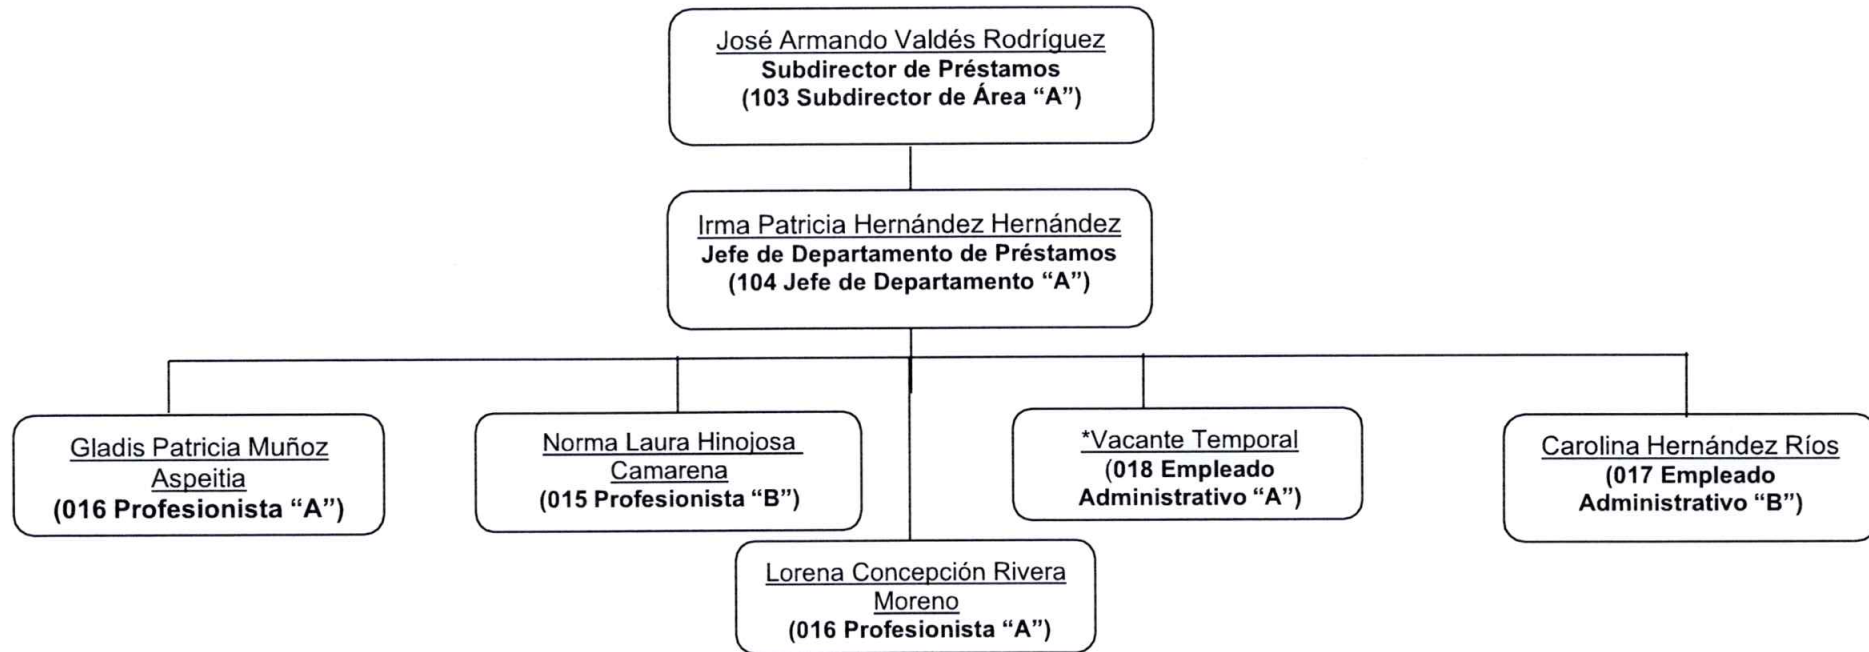 José Armando Valdés Rodríguez
Subdirector de Préstamos
(103 Subdirector de Área “A”)
Irma Patricia Hernández Hernández
Jefe de Departamento de Préstamos
(104 Jefe de Departamento “A”)
Gladis Patricia Muñoz
Aspeitia
(016 Profesionista “A”)
Norma Laura Hinojosa
Camarena
(015 Profesionista “B”)
*Vacante Temporal
(018 Empleado
Administrativo “A”)
Carolina Hernández Ríos
(017 Empleado
Administrativo “B”)
Lorena Concepción Rivera
Moreno
(016 Profesionista “A”)